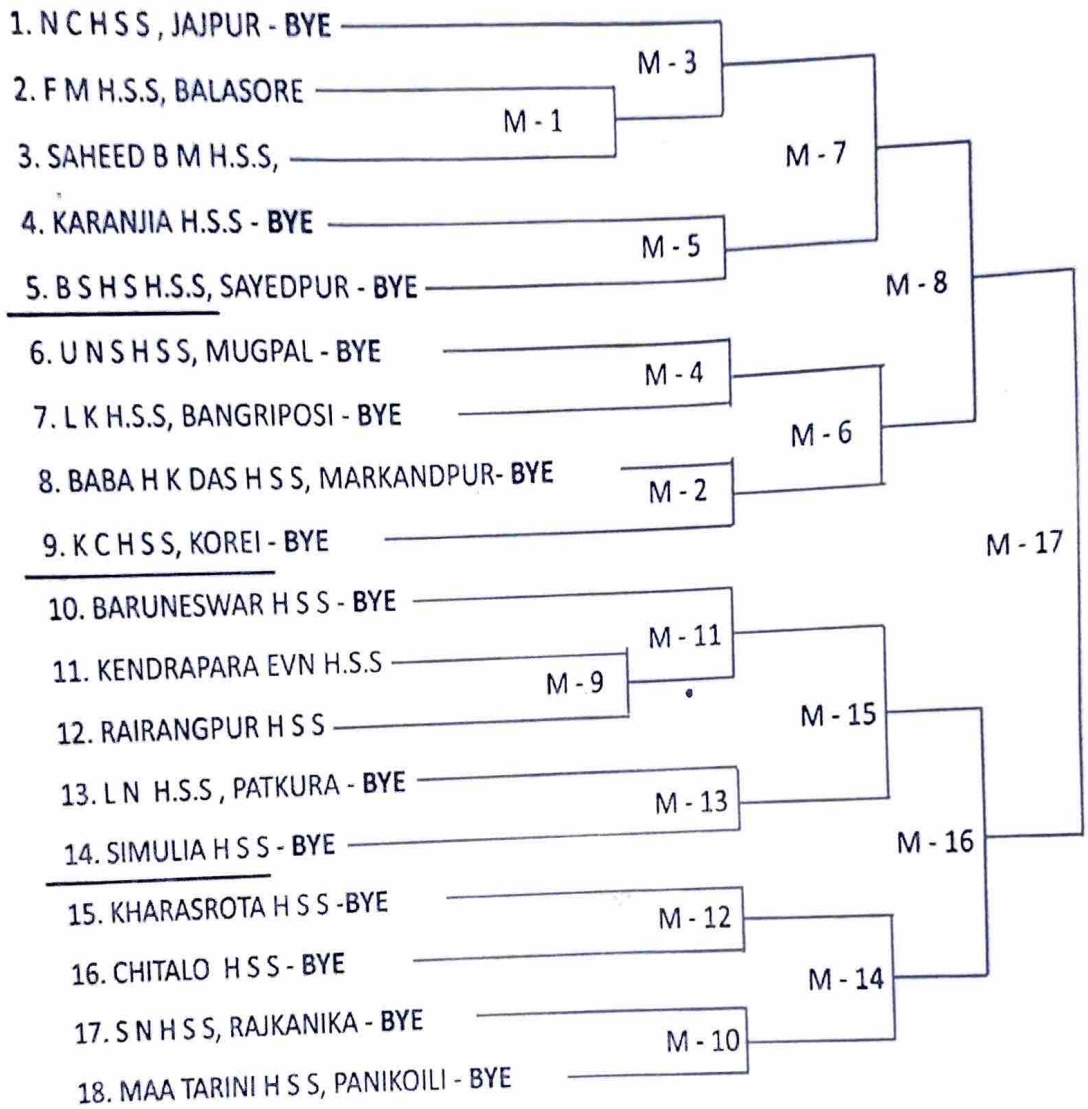 1. N C H S S , JAJPUR - BYE
M - 3
2. F M H.S.S, BALASORE
M - 1
3. SAHEED B M H.S.S,
M - 7
4. KARANJIA H.S.S - BYE
M - 5
5. B S H S H.S.S, SAYEDPUR - BYE
M - 8
6. U N S H S S, MUGPAL - BYE
M - 4
7. L K H.S.S, BANGRIPOSI - BYE
M - 6
8. BABA H K DAS H S S, MARKANDPUR- BYE
M - 2
9. K C H S S, KOREI - BYE
M - 17
10. BARUNESWAR H S S - BYE
M - 11
11. KENDRAPARA EVN H.S.S
M - 9
12. RAIRANGPUR H S S
M - 15
13. L N H.S.S , PATKURA - BYE
M - 13
14. SIMULIA H S S - BYE
M - 16
15. KHARASROTA H S S -BYE
M - 12
16. CHITALO H S S - BYE
M - 14
17. S N H S S, RAJKANIKA - BYE
M - 10
18. MAA TARINI H S S, PANIKOILI - BYE